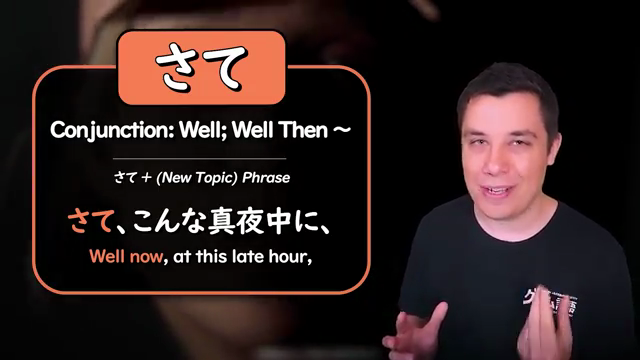 さて
Conjunction: Well; Well Then ～
さて + (New Topic) Phrase
さて、こんな真夜中に、
Well now, at this late hour,